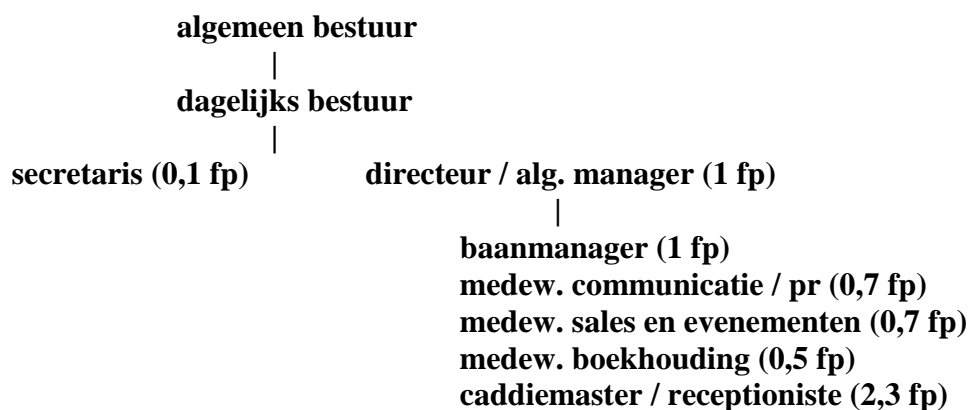 algemeen bestuur
|
dagelijks bestuur
|
secretaris (0,1 fp) directeur / alg. manager (1 fp)
|
baanmanager (1 fp)
medew. communicatie / pr (0,7 fp)
medew. sales en evenementen (0,7 fp)
medew. boekhouding (0,5 fp)
caddiemaster / receptioniste (2,3 fp)